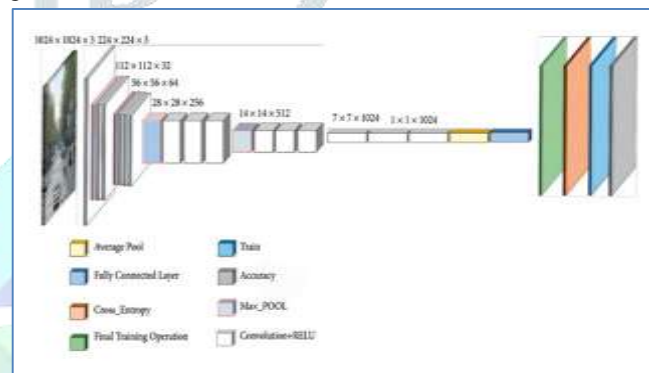 1024 × 1024 × 3 224 × 224 × 3
112 × 112 × 32
56 × 56 × 64
28 × 28 × 256
14 × 14 × 512
7 × 7 × 1024 1 × 1 × 1024
Average Pool
Train
Fully Connected Layer
Accuracy
Cross_Entropy
Max_POOL
Final Training Operation
Convolution+RELU